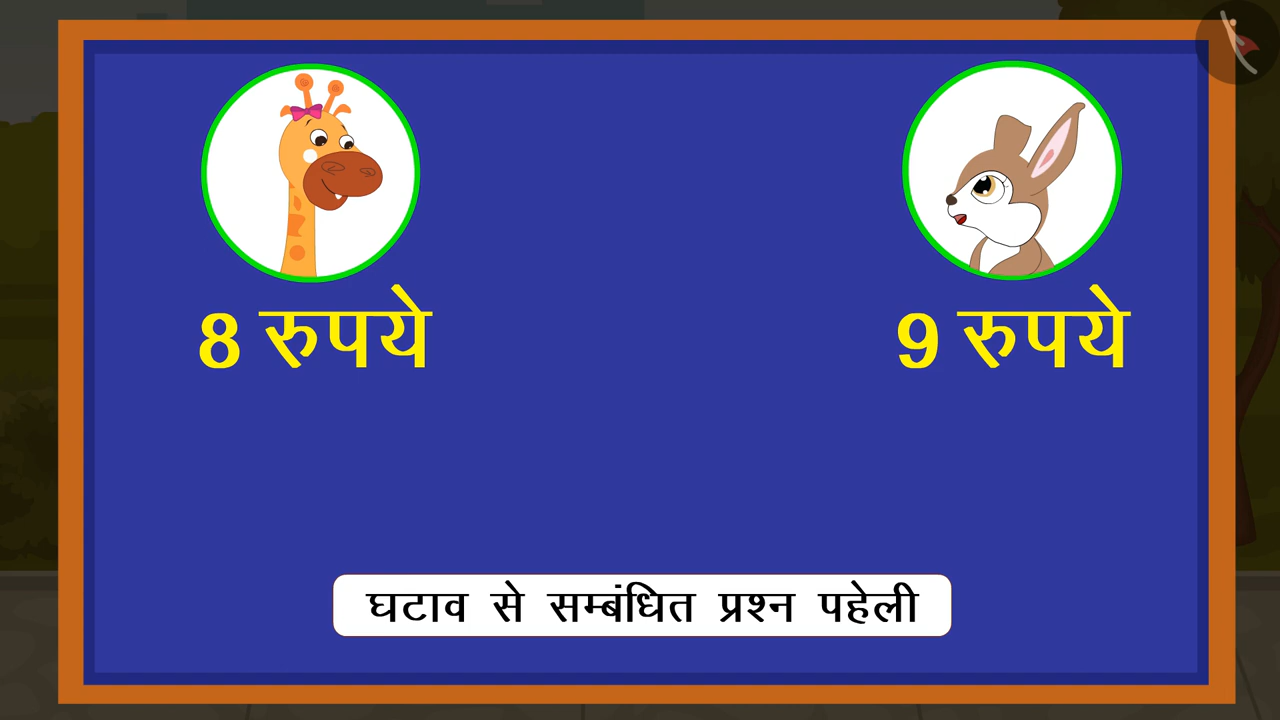 8 रुपये
9 रुपये
घटाव से सम्बंधित प्रश्न पहेली